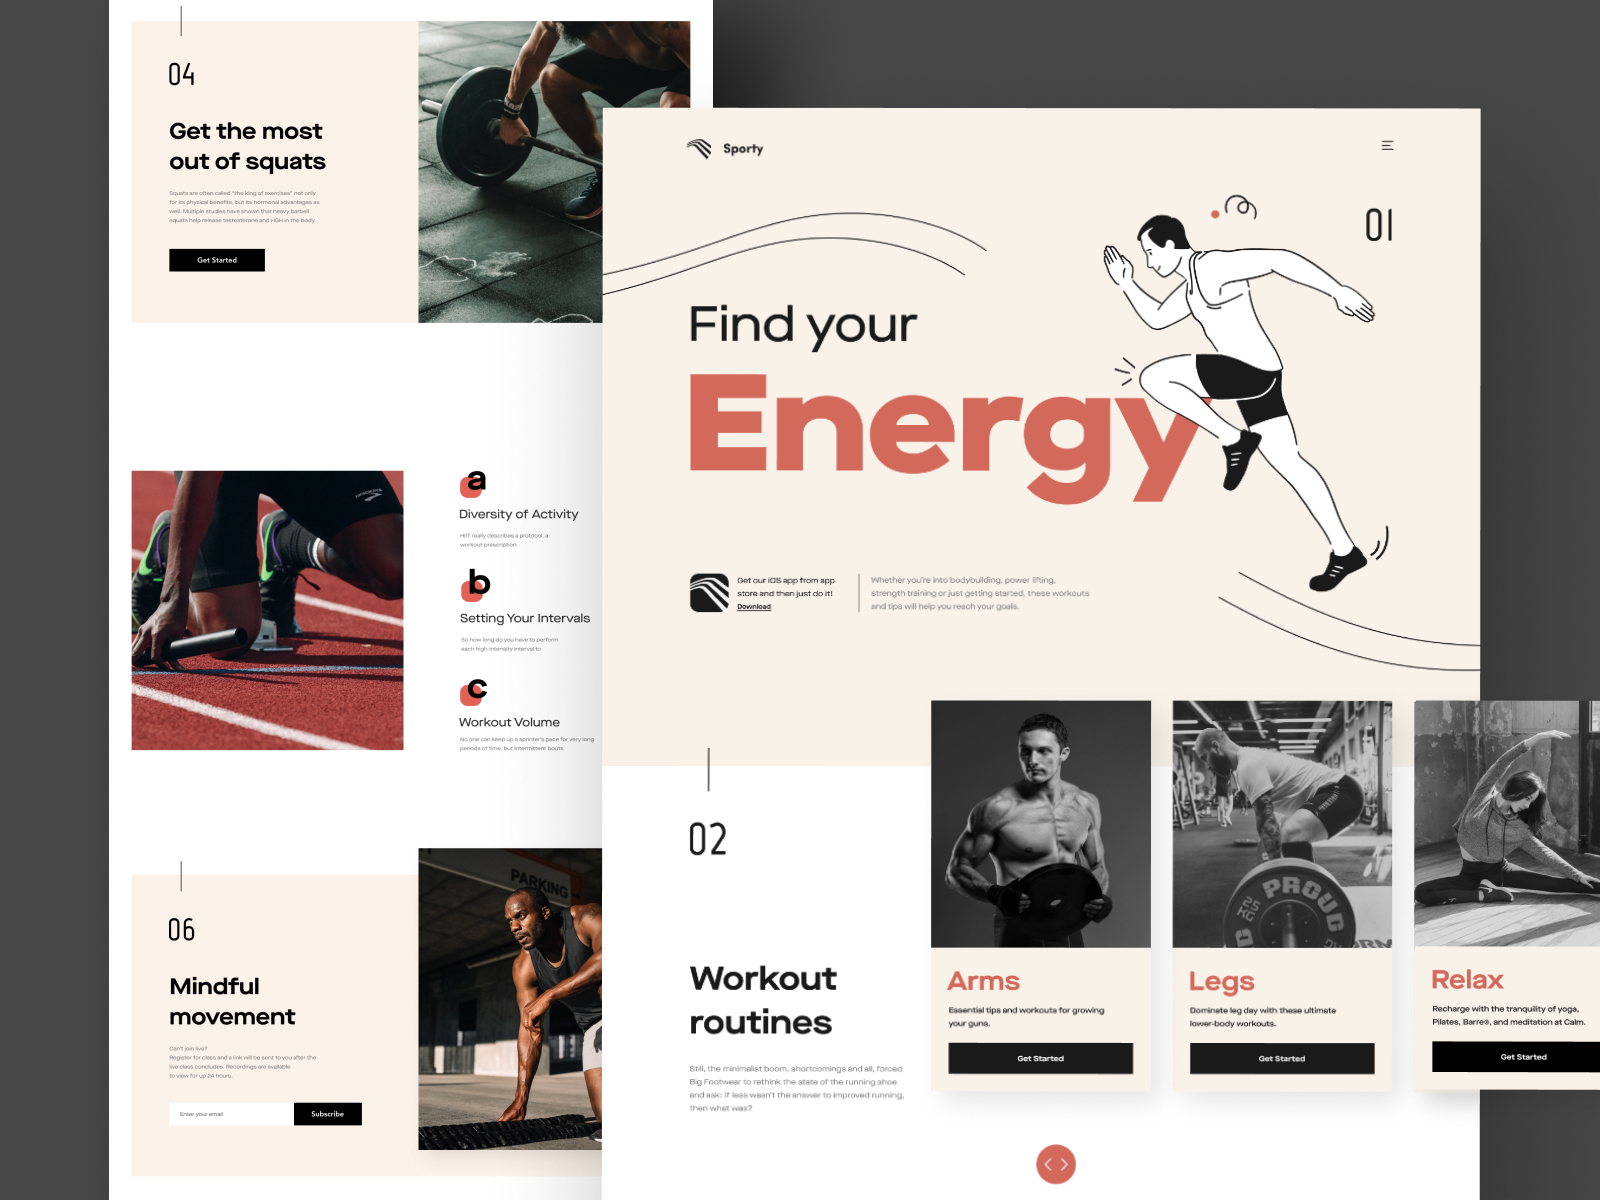 04
Get the most
out of squats
Squats are often called "the king of exercises" not only
for its physical benefits, but its hormonal advantages as
well. Multiple studies have shown that heavy barbell
squats help release testosterone and HGH in the body.
Get Started
a
Diversity of Activity
HIIT really describes a protocol, a
workout prescription
b
Setting Your Intervals
So how long do you have to perform
each high-intensity interval to
c
Workout Volume
No one can keep up a sprinter's pace for very long
periods of time, but intermittent bouts
PARKING
06
Mindful
movement
Can't join live?
Register for class and a link will be sent to you after the
live class concludes. Recordings are available
to view for up 24 hours.
Enter your email
Subscribe
Sporty
01
Find your
Energy
Get our iOS app from app
store and then just do it!
Download
Whether you're into bodybuilding, power lifting,
strength training or just getting started, these workouts
and tips will help you reach your goals.
02
Workout
routines
Still, the minimalist boom, shortcomings and all, forced
Big Footwear to rethink the state of the running shoe
and ask: If less wasn't the answer to improved running,
then what was?
Arms
Essential tips and workouts for growing
your guns.
Get Started
PROUD
25
KG
Legs
Dominate leg day with these ultimate
lower-body workouts.
Get Started
Relax
Recharge with the tranquility of yoga,
Pilates, Barre®, and meditation at Calm.
Get Started